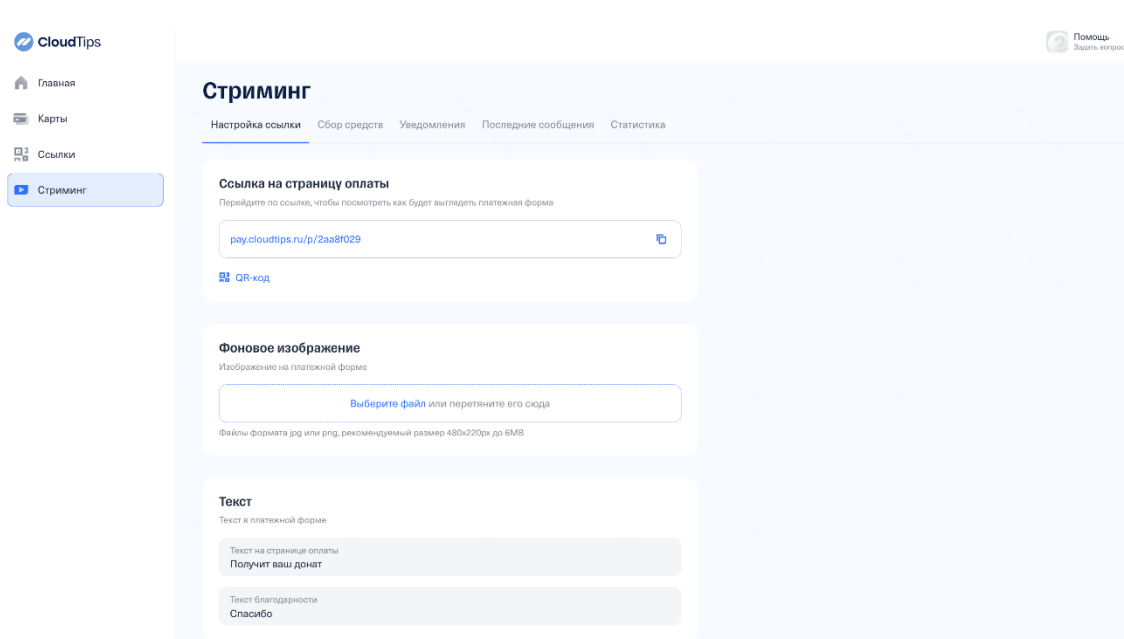 CloudTips
Помощь
Задать вопрос
Главная
Карты
Ссылки
Стриминг
Стриминг
Настройка ссылки Сбор средств Уведомления Последние сообщения Статистика
Ссылка на страницу оплаты
Перейдите по ссылке, чтобы посмотреть как будет выглядеть платежная форма
pay.cloudtips.ru/p/2aa8f029
QR-код
Фоновое изображение
Изображение на платежной форме
Выберите файл или перетяните его сюда
Файлы формата jpg или png, рекомендуемый размер 480x220px до 6MB
Текст
Текст в платежной форме
Текст на странице оплаты
Получит ваш донат
Текст благодарности
Спасибо